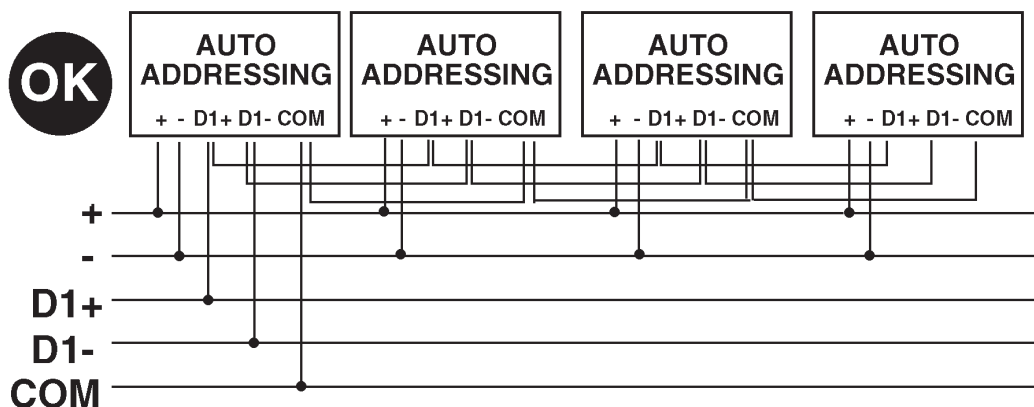 OK
AUTO
ADDRESSING
+ - D1+ D1- COM
AUTO
ADDRESSING
+ - D1+ D1- COM
AUTO
ADDRESSING
+ - D1+ D1- COM
AUTO
ADDRESSING
+ - D1+ D1- COM
+
-
D1+
D1-
COM